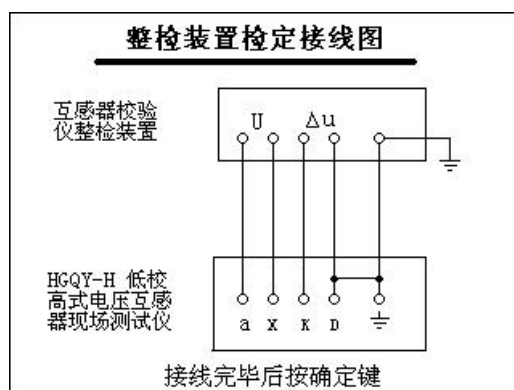 整检装置检定接线图
互感器校验
仪整检装置
U Δu
HGQY-H 低校
高式电压互感
器现场测试仪
a x K D
接线完毕后按确定键